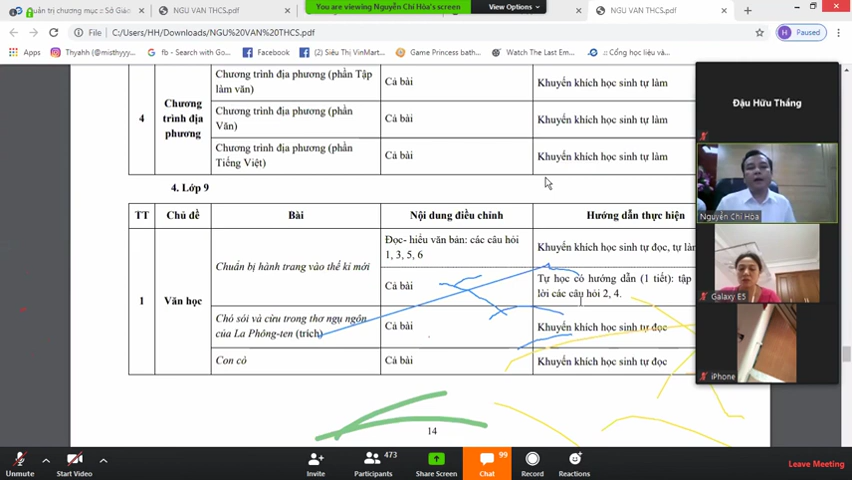 Quản trị chương mục :: Sở Giáo
NGU VAN THCS.pdf
You are viewing Nguyễn Chí Hòa's screen
View Options
NGU VAN THCS.pdf
File
C:/Users/HH/Downloads/NGU%20VAN%20THCS.pdf
H
Paused
Apps
Thyahh (@misthyyy...
fb - Search with Go...
Facebook
(2) Siêu Thị VinMart...
Game Princess bath...
Watch The Last Em...
:: Cổng học liệu và...
4
Chương trình địa phương
Chương trình địa phương (phần Tập làm văn)
Cả bài
Khuyến khích học sinh tự làm
Chương trình địa phương (phần Văn)
Cả bài
Khuyến khích học sinh tự làm
Chương trình địa phương (phần Tiếng Việt)
Cả bài
Khuyến khích học sinh tự làm
4. Lớp 9
TT
Chủ đề
Bài
Nội dung điều chỉnh
Hướng dẫn thực hiện
1
Văn học
Chuẩn bị hành trang vào thế kỉ mới
Đọc- hiểu văn bản: các câu hỏi
1, 3, 5, 6
Khuyến khích học sinh tự đọc, tự làm
Cả bài
Tự học có hướng dẫn (1 tiết): tập
lời các câu hỏi 2, 4.
Chó sói và cừu trong thơ ngụ ngôn
của La Phông-ten (trích)
Cả bài
Khuyến khích học sinh tự đọc
Con cò
Cả bài
Khuyến khích học sinh tự đọc
14
Đậu Hữu Thắng
Nguyễn Chí Hòa
Galaxy E5
iPhone
Unmute
Start Video
Invite
473
Participants
Share Screen
99
Chat
Record
Reactions
Leave Meeting